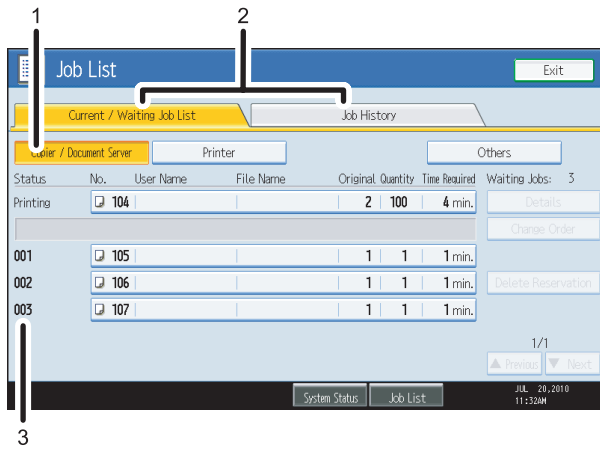 1 2
Job List Exit
Current / Waiting Job List Job History
Copier / Document Server Printer Others
Status No. User Name File Name Original Quantity Time Required Waiting Jobs: 3
Printing 104 2 100 4 min. Details
Change Order
001 105 1 1 1 min.
002 106 1 1 1 min. Delete Reservation
003 107 1 1 1 min.
1/1
▲ Previous ▼ Next
System Status Job List JUL 20,2010
11:32AM
3